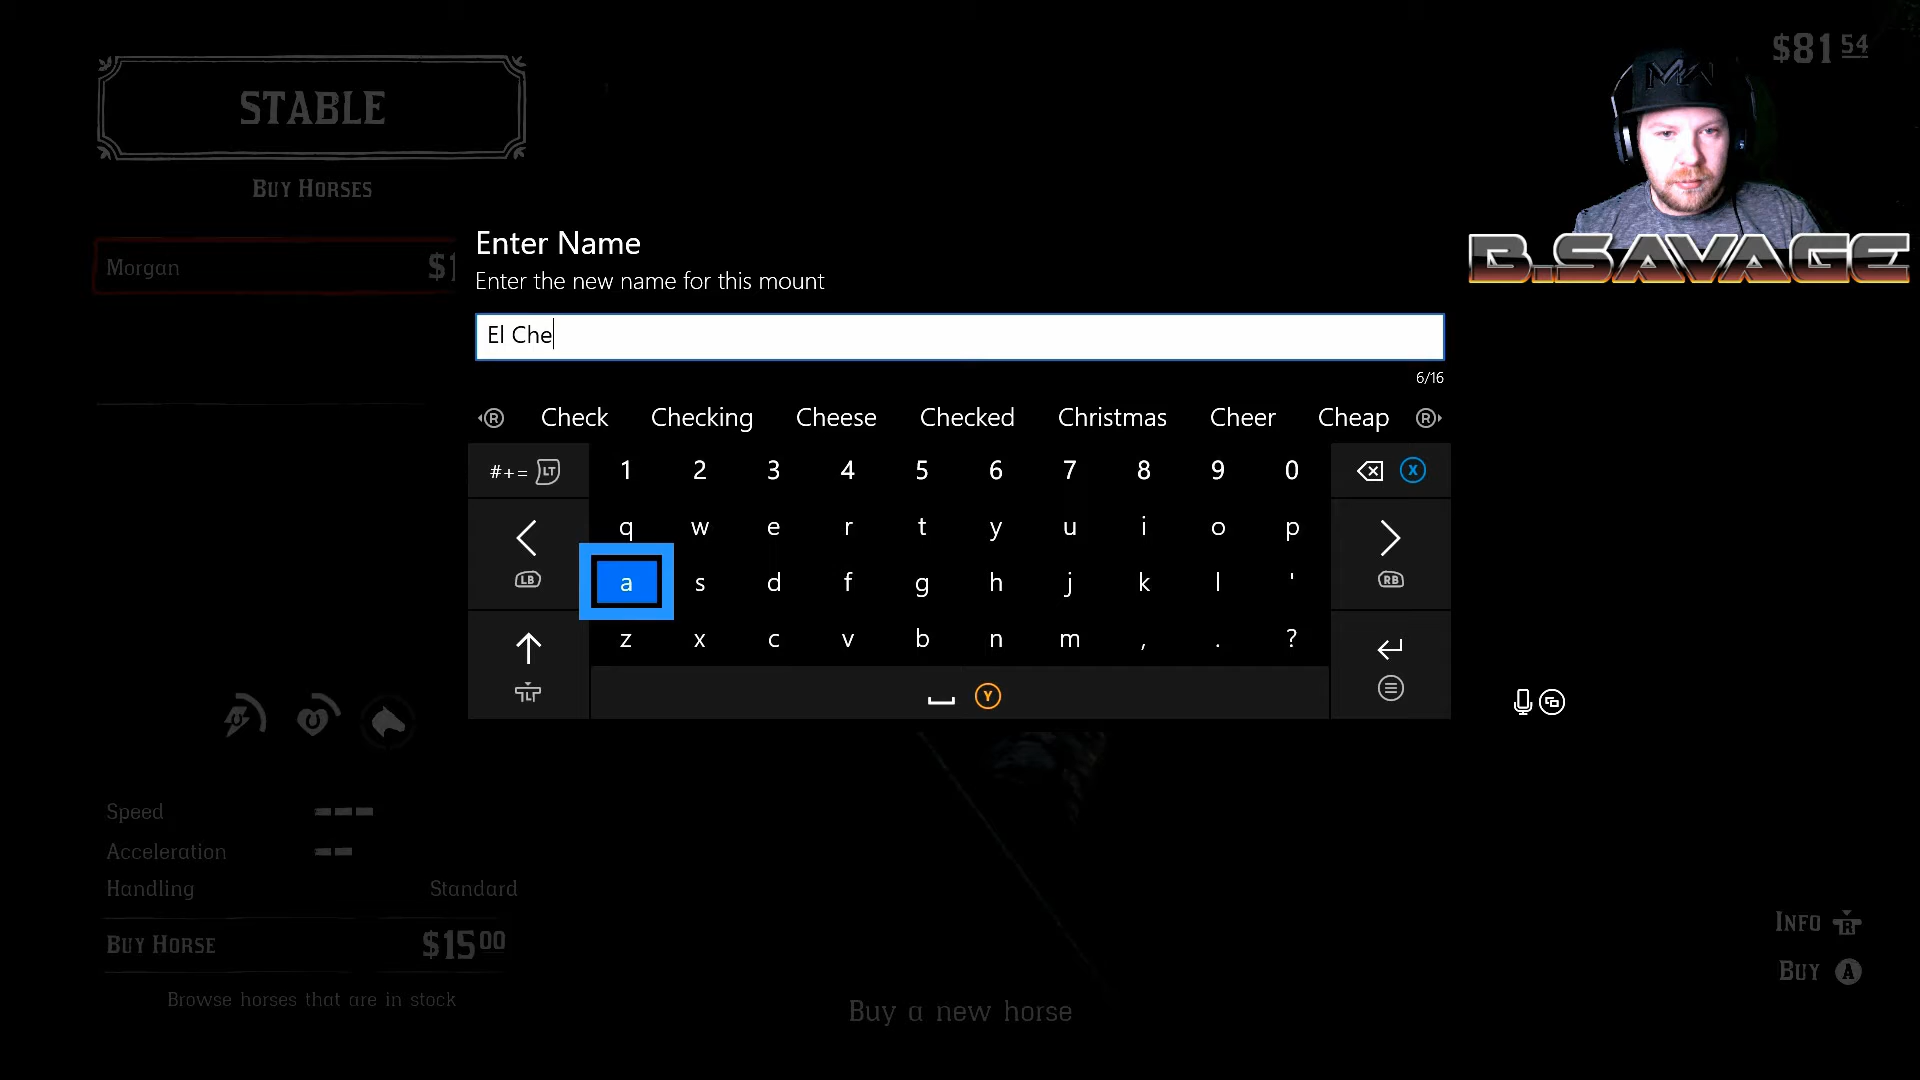 $81 54
STABLE
BUY HORSES
Morgan $1
Enter Name
Enter the new name for this mount
El Che
6/16
B.SAVAGE
R Check Checking Cheese Checked Christmas Cheer Cheap R
#+= LT 1 2 3 4 5 6 7 8 9 0 X
q w e r t y u i o p
LB a s d f g h j k l ' RB
z x c v b n m , . ?
LT Y
Speed
Acceleration
Handling Standard
BUY HORSE $15 00
Browse horses that are in stock
Buy a new horse
INFO R
BUY A